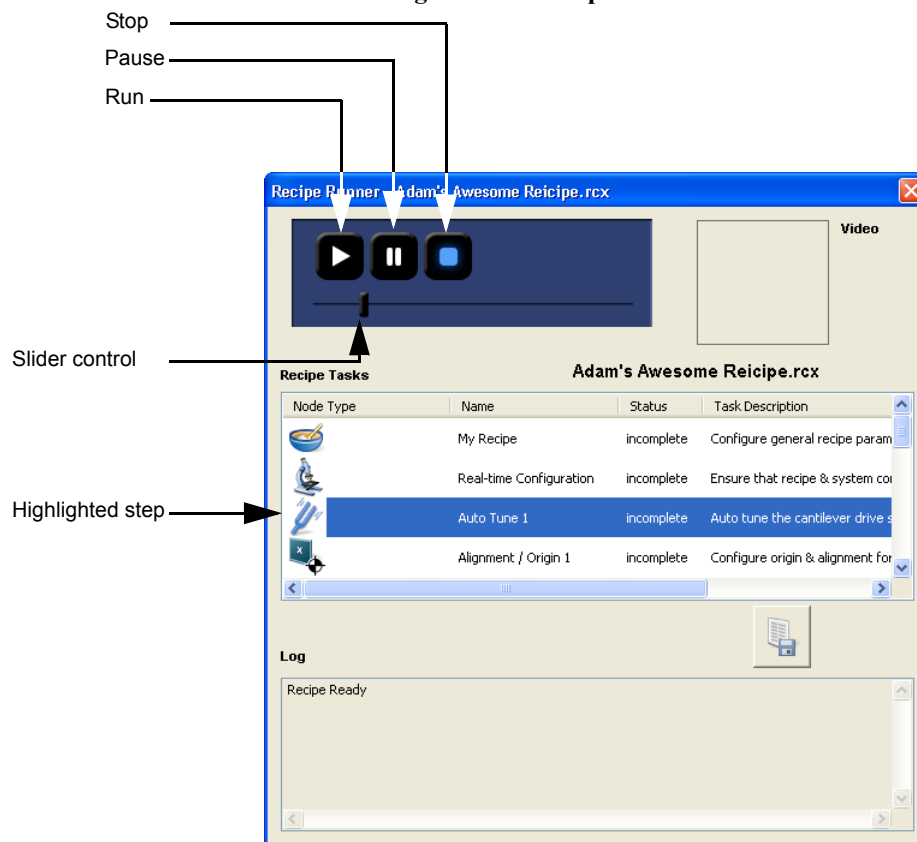 Stop
Pause
Run
Recipe Runner - Adam's Awesome Reicipe.rcx
Video
Slider control
Recipe Tasks
Adam's Awesome Reicipe.rcx
Node Type Name Status Task Description
My Recipe incomplete Configure general recipe param
Real-time Configuration incomplete Ensure that recipe & system
Highlighted step
Auto Tune 1 incomplete Auto tune the cantilever drive s
X
Alignment / Origin 1 incomplete Configure origin & alignment for
Log
Recipe Ready